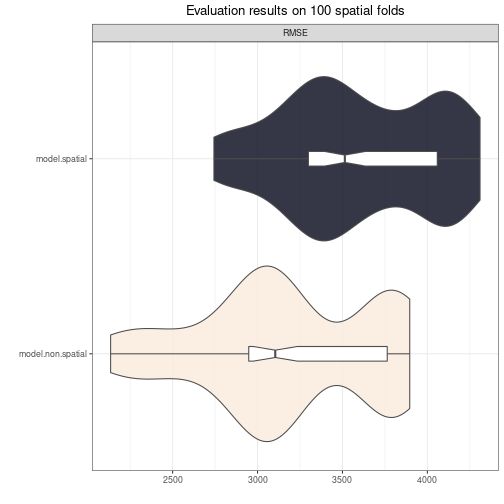 Evaluation results on 100 spatial folds
RMSE
model.spatial
model.non.spatial
2500 3000 3500 4000